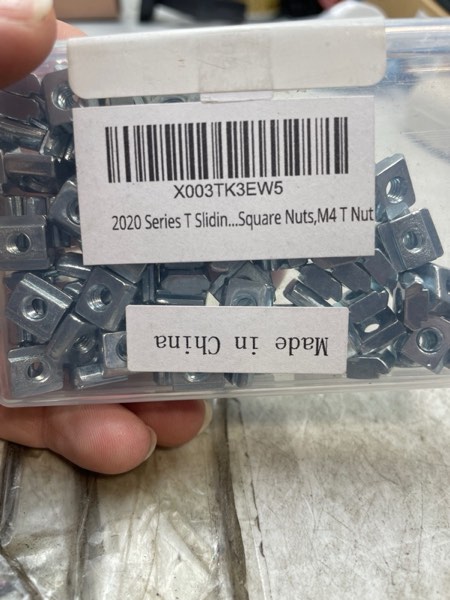 X003TK3EW5
2020 Series T Slidin...Square Nuts,M4 T Nut
Made in China